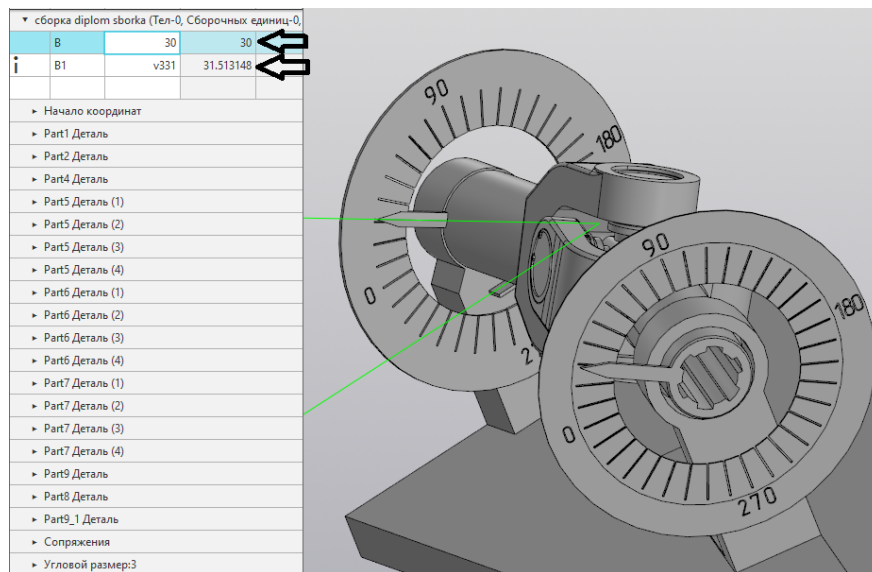 сборка diplom sborka (Тел-0, Сборочных единиц-0,
B 30 30
B1 v331 31.513148
Начало координат
Part1 Деталь
Part2 Деталь
Part4 Деталь
Part5 Деталь (1)
Part5 Деталь (2)
Part5 Деталь (3)
Part5 Деталь (4)
Part6 Деталь (1)
Part6 Деталь (2)
Part6 Деталь (3)
Part6 Деталь (4)
Part7 Деталь (1)
Part7 Деталь (2)
Part7 Деталь (3)
Part7 Деталь (4)
Part9 Деталь
Part8 Деталь
Part9_1 Деталь
Сопряжения
Угловой размер:3
90
180
0
90
180
0
270